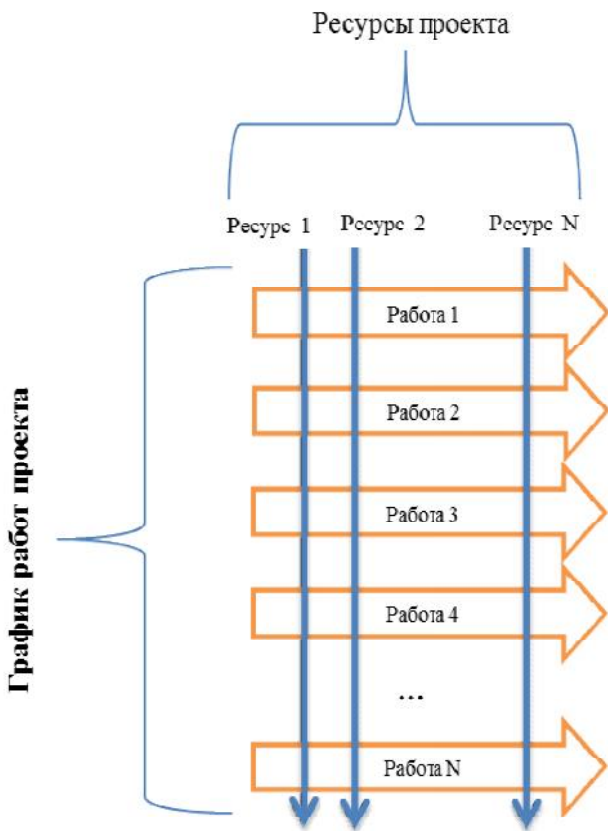 Ресурсы проекта
Ресурс 1 Ресурс 2 Ресурс N
График работ проекта
Работа 1
Работа 2
Работа 3
Работа 4
...
Работа N